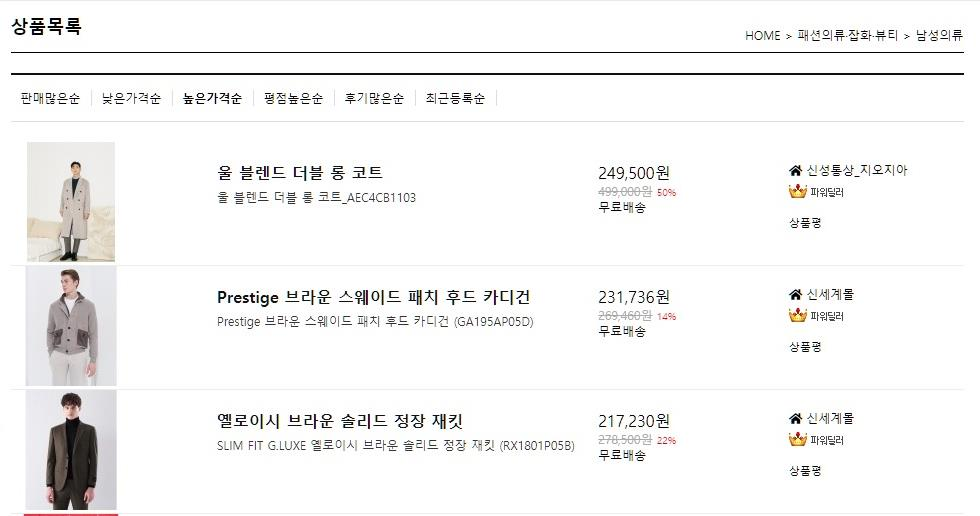 상품목록
HOME > 패션의류·잡화·뷰티 > 남성의류
판매많은순 낮은가격순 높은가격순 평점높은순 후기많은순 최근등록순
울 블렌드 더블 롱 코트
울 블렌드 더블 롱 코트_AEC4CB1103
249,500원
499,000원 50%
무료배송
신성통상_지오지아
파워딜러
상품평
Prestige 브라운 스웨이드 패치 후드 카디건
Prestige 브라운 스웨이드 패치 후드 카디건 (GA195AP05D)
231,736원
269,460원 14%
무료배송
신세계몰
파워딜러
상품평
옐로이시 브라운 솔리드 정장 재킷
SLIM FIT G.LUXE 옐로이시 브라운 솔리드 정장 재킷 (RX1801P05B)
217,230원
278,500원 22%
무료배송
신세계몰
파워딜러
상품평